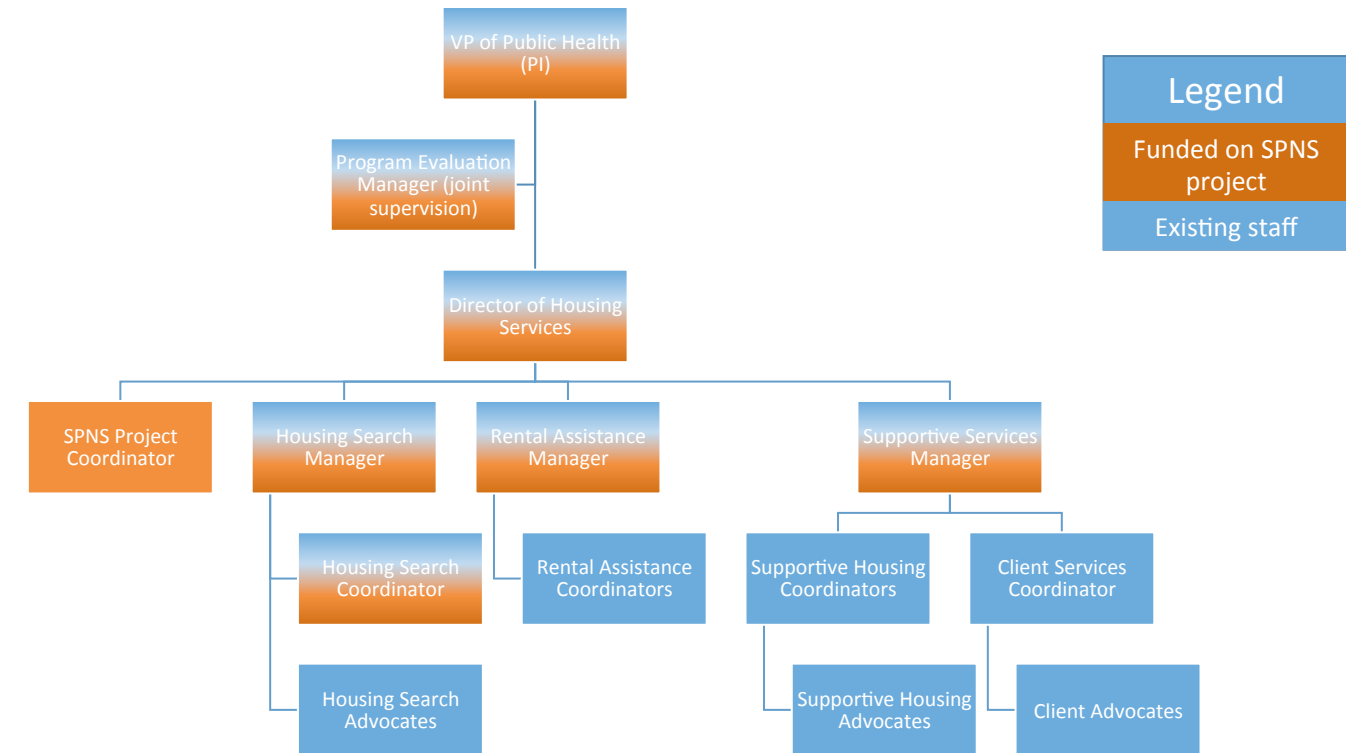 VP of Public Health
(PI)
Legend
Funded on SPNS
project
Existing staff
Program Evaluation
Manager (joint
supervision)
Director of Housing
Services
SPNS Project
Coordinator
Housing Search
Manager
Rental Assistance
Manager
Supportive Services
Manager
Housing Search
Coordinator
Rental Assistance
Coordinators
Supportive Housing
Coordinators
Client Services
Coordinator
Housing Search
Advocates
Supportive Housing
Advocates
Client Advocates